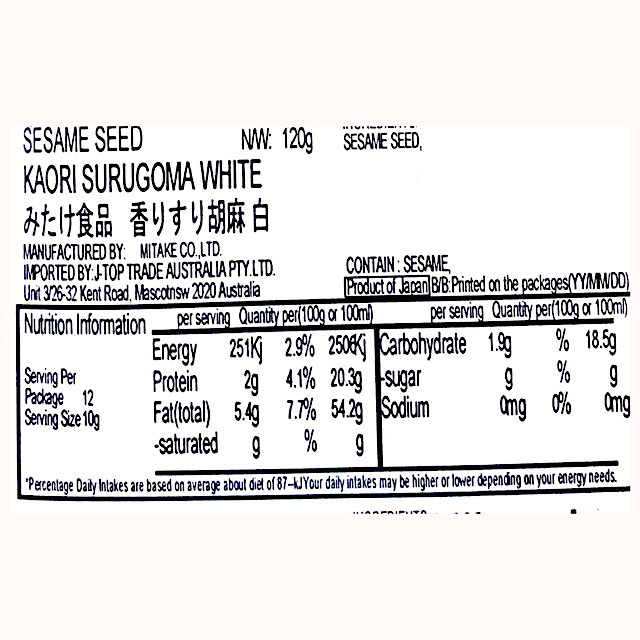 SESAME SEED N/W: 120g
KAORI SURUGOMA WHITE
みたけ食品 香りすり胡麻 白
MANUFACTURED BY: MITAKE CO.,LTD.
IMPORTED BY: J-TOP TRADE AUSTRALIA PTY.LTD.
Unit 3/26-32 Kent Road, Mascotnsw 2020 Australia
INGREDIENTS:
SESAME SEED,
CONTAIN : SESAME,
Product of Japan B/B:Printed on the packages(YY/MM/DD)
Nutrition Information
Serving Per
Package 12
Serving Size 10g
per serving Quantity per(100g or 100ml)
Energy 251Kj 2.9% 2506Kj
Protein 2g 4.1% 20.3g
Fat(total) 5.4g 7.7% 54.2g
-saturated g % g
per serving Quantity per(100g or 100ml)
Carbohydrate 1.9g % 18.5g
-sugar g % g
Sodium 0mg 0% 0mg
*Percentage Daily Intakes are based on average about diet of 87--kJYour daily intakes may be higher or lower depending on your energy needs.
INGREDIENTS